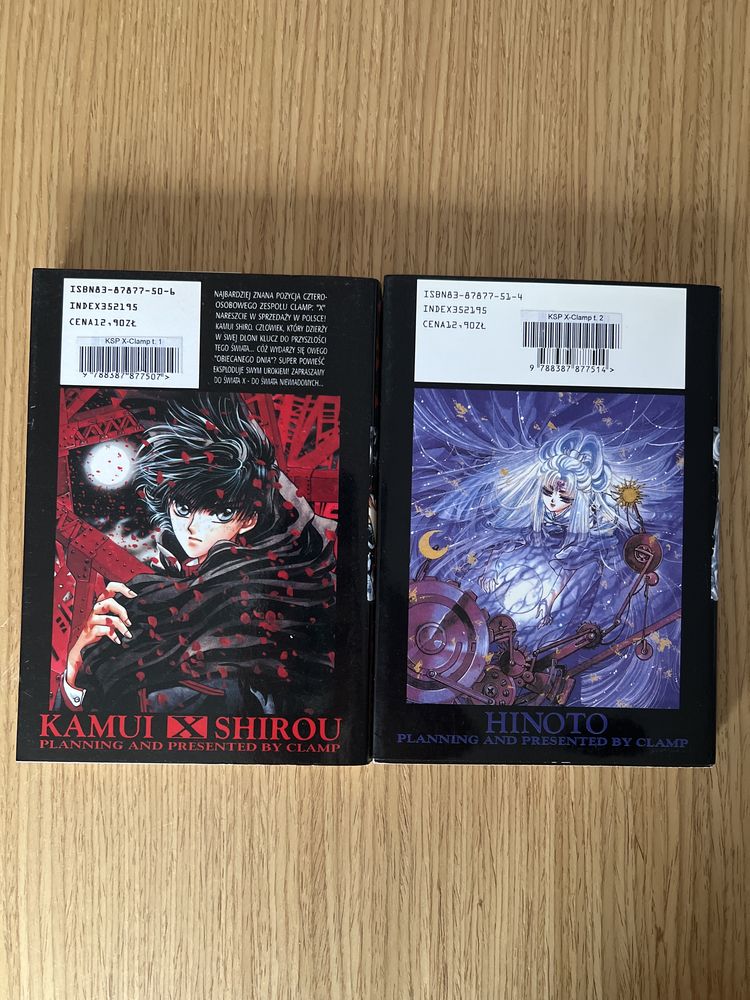 ISBN83-87877-50-6
INDEX352195
CENA12,90ZŁ
KSP X-Clamp t. 1
9 788387 877507>
NAJBARDZIEJ ZNANA POZYCJA CZTERO-
OSOBOWEGO ZESPOŁU CLAMP: "X"
NARESZCIE W SPRZEDAŻY W POLSCE!
KAMUI SHIRO. CZŁOWIEK, KTÓRY DZIERŻY
W SWEJ DŁONI KLUCZ DO PRZYSZŁOŚCI
TEGO ŚWIATA... CÓŻ WYDARZY SIĘ OWEGO
"OBIECANEGO DNIA"? SUPER POWIEŚĆ
EKSPLODUJE SWYM UROKIEM! ZAPRASZAMY
DO ŚWIATA X - DO ŚWIATA NIEWIADOMYCH...
KAMUI X SHIROU
PLANNING AND PRESENTED BY CLAMP
ISBN83-87877-51-4
INDEX352195
CENA12,90ZŁ
KSP X-Clamp t. 2
9 788387 877514>
HINOTO
PLANNING AND PRESENTED BY CLAMP